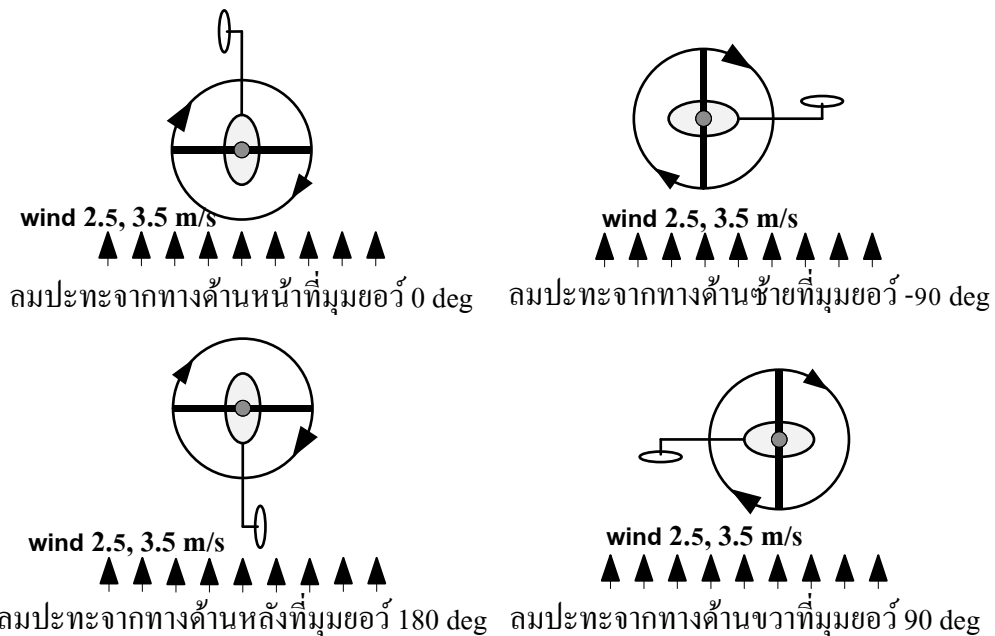 wind 2.5, 3.5 m/s
ลมปะทะจากทางด้านหน้าที่มุมยอว์ 0 deg
wind 2.5, 3.5 m/s
ลมปะทะจากทางด้านซ้ายที่มุมยอว์ -90 deg
wind 2.5, 3.5 m/s
ลมปะทะจากทางด้านหลังที่มุมยอว์ 180 deg
wind 2.5, 3.5 m/s
ลมปะทะจากทางด้านขวาที่มุมยอว์ 90 deg